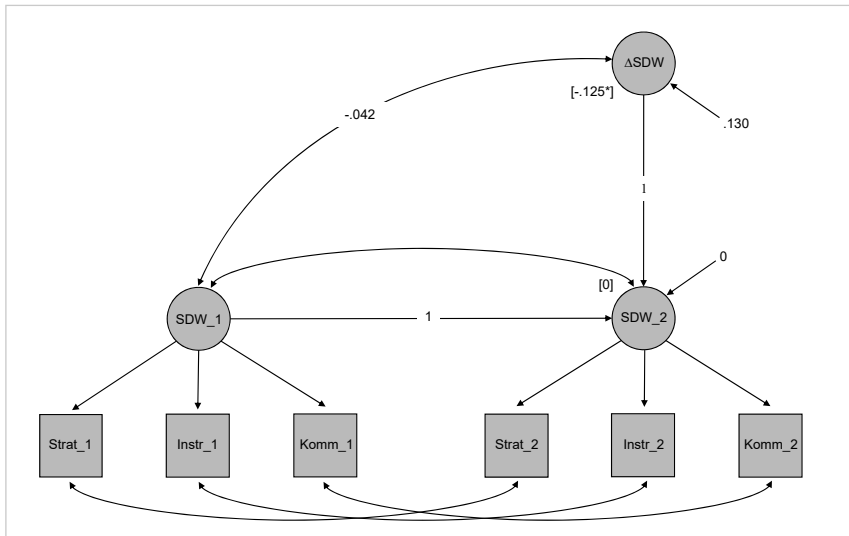 ΔSDW
[-.125*]
-.042
.130
1
0
[0]
SDW_1
1
SDW_2
Strat_1
Instr_1
Komm_1
Strat_2
Instr_2
Komm_2